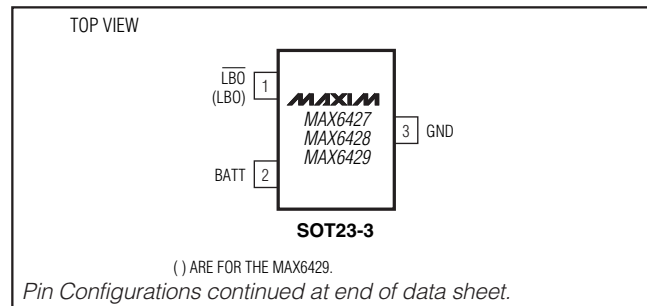 TOP VIEW
LBO
(LBO)
1
MAXIM
MAX6427
MAX6428
MAX6429
3 GND
BATT 2
SOT23-3
( ) ARE FOR THE MAX6429.
Pin Configurations continued at end of data sheet.